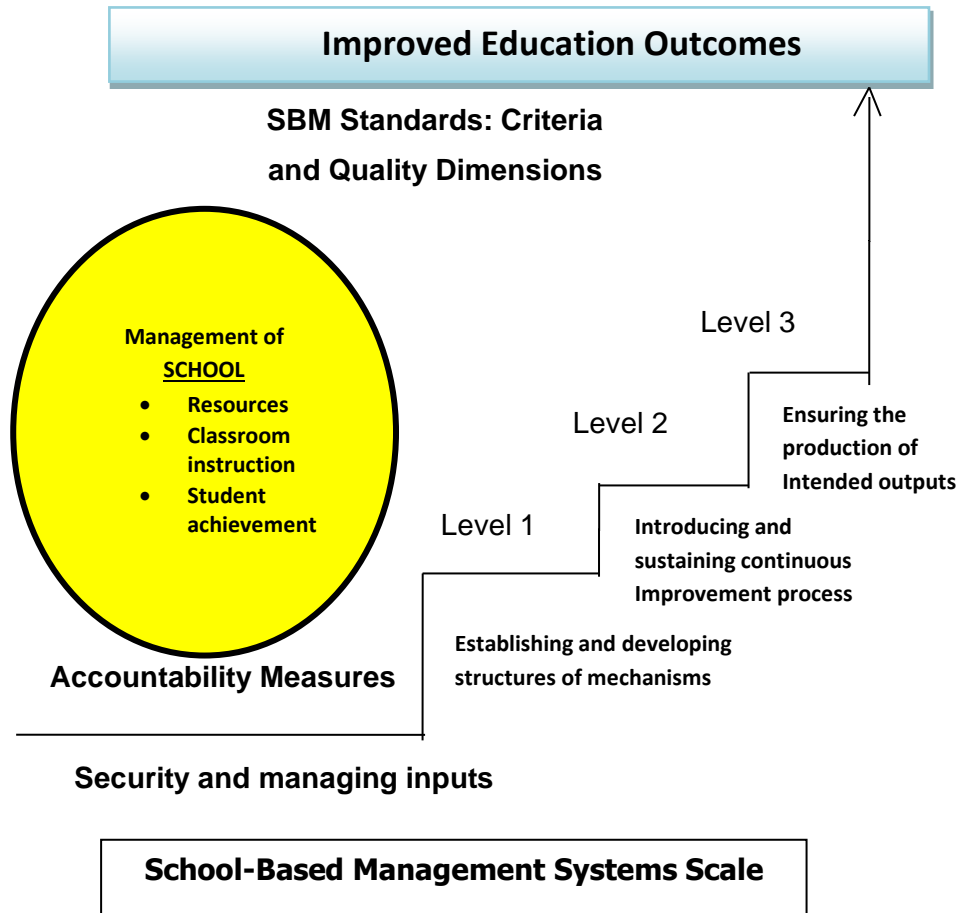 Improved Education Outcomes
SBM Standards: Criteria
and Quality Dimensions
Management of
SCHOOL
• Resources
• Classroom
instruction
• Student
achievement
Level 3
Ensuring the
production of
Intended outputs
Level 2
Introducing and
sustaining continuous
Improvement process
Level 1
Establishing and developing
structures of mechanisms
Accountability Measures
Security and managing inputs
School-Based Management Systems Scale